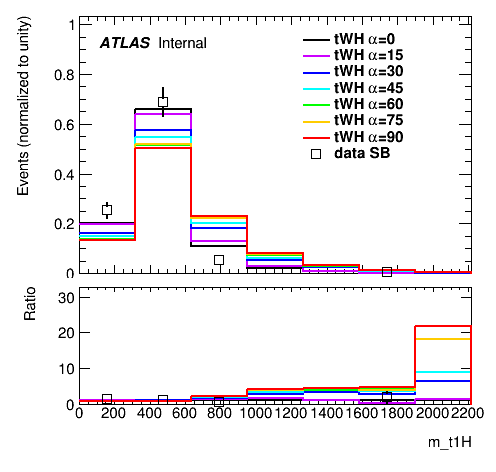 1
ATLAS Internal
tWH α=0
tWH α=15
tWH α=30
tWH α=45
tWH α=60
tWH α=75
tWH α=90
data SB
0.8
0.6
0.4
0.2
0
Events (normalized to unity)
30
20
10
0
Ratio
0 200 400 600 800 1000 1200 1400 1600 1800 2000 2200
m_t1H